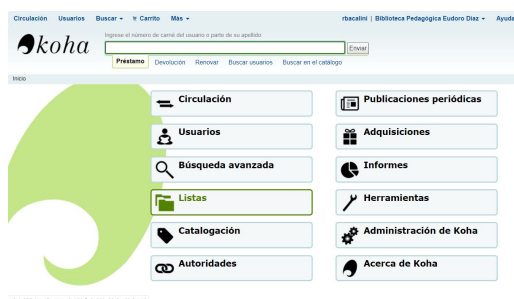 Circulación Usuarios Buscar Carrito Más rbacalini | Biblioteca Pedagógica Eudoro Díaz Ayuda
koha
Ingrese el número de carné del usuario o parte de su apellido:
Enviar
Préstamo Devolución Renovar Buscar usuarios Buscar en el catálogo
Inicio
Circulación Publicaciones periódicas
Usuarios Adquisiciones
Búsqueda avanzada Informes
Listas Herramientas
Catalogación Administración de Koha
Autoridades Acerca de Koha